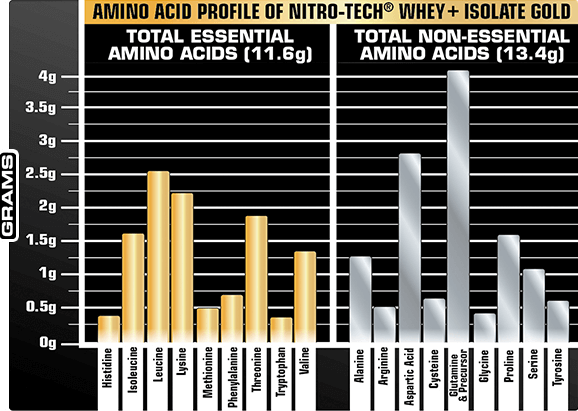 AMINO ACID PROFILE OF NITRO-TECH® WHEY+ ISOLATE GOLD
TOTAL ESSENTIAL
AMINO ACIDS (11.6g)
TOTAL NON-ESSENTIAL
AMINO ACIDS (13.4g)
GRAMS
4g
3.5g
3g
2.5g
2g
1.5g
1g
0.5g
0g
Histidine
Isoleucine
Leucine
Lysine
Methionine
Phenylalanine
Threonine
Tryptophan
Valine
Alanine
Arginine
Aspartic Acid
Cysteine
Glutamine
& Precursor
Glycine
Proline
Serine
Tyrosine